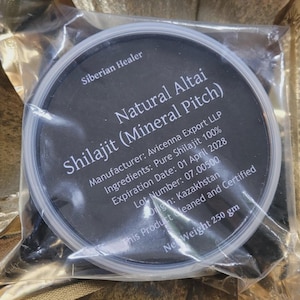 Siberian Healer
Natural Altai
Shilajit (Mineral Pitch)
Manufacturer: Avicenna Export LLP
Ingredients: Pure Shilajit 100%
Expiration Date: 01 April 2028
Lot Number: 07 00500
Kazakhstan
This Product Cleaned and Certified
Net Weight 250 gm